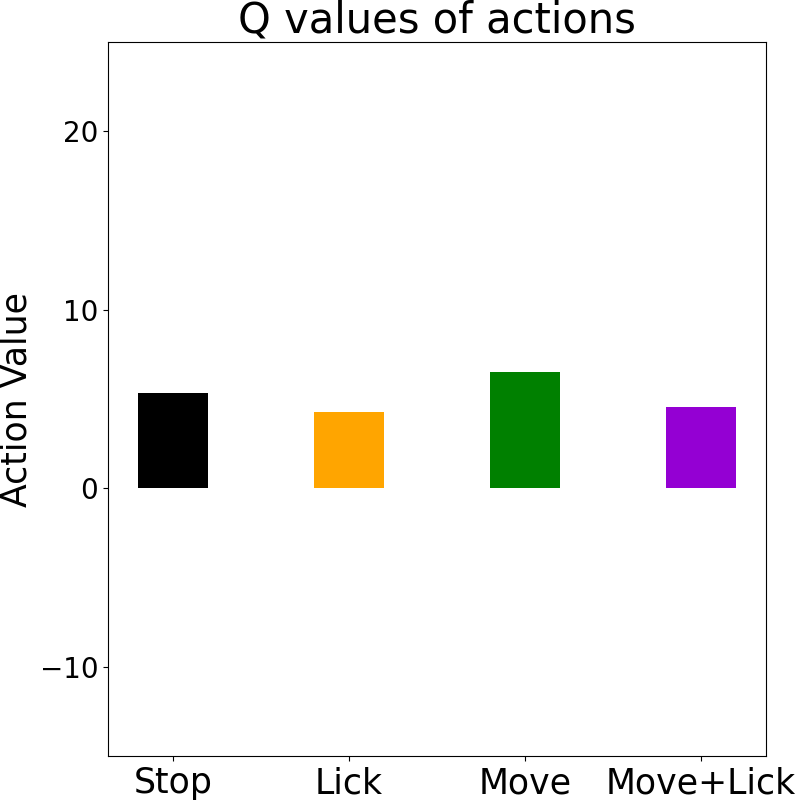 Q values of actions
Action Value
20
10
0
−10
Stop
Lick
Move
Move+Lick